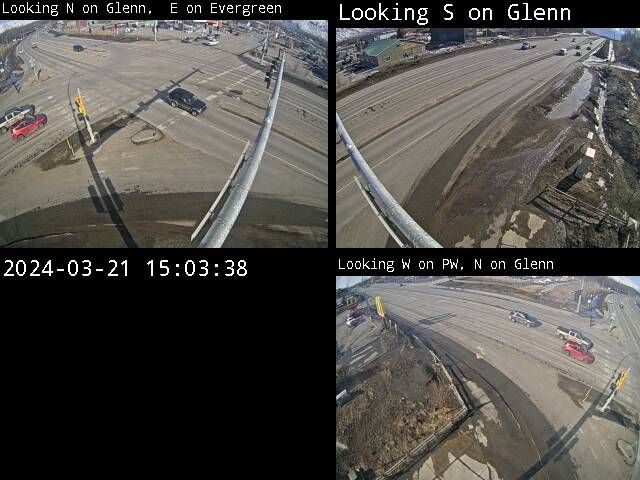 Looking N on Glenn, E on Evergreen
Looking S on Glenn
2024-03-21 15:03:38
Looking W on PW, N on Glenn